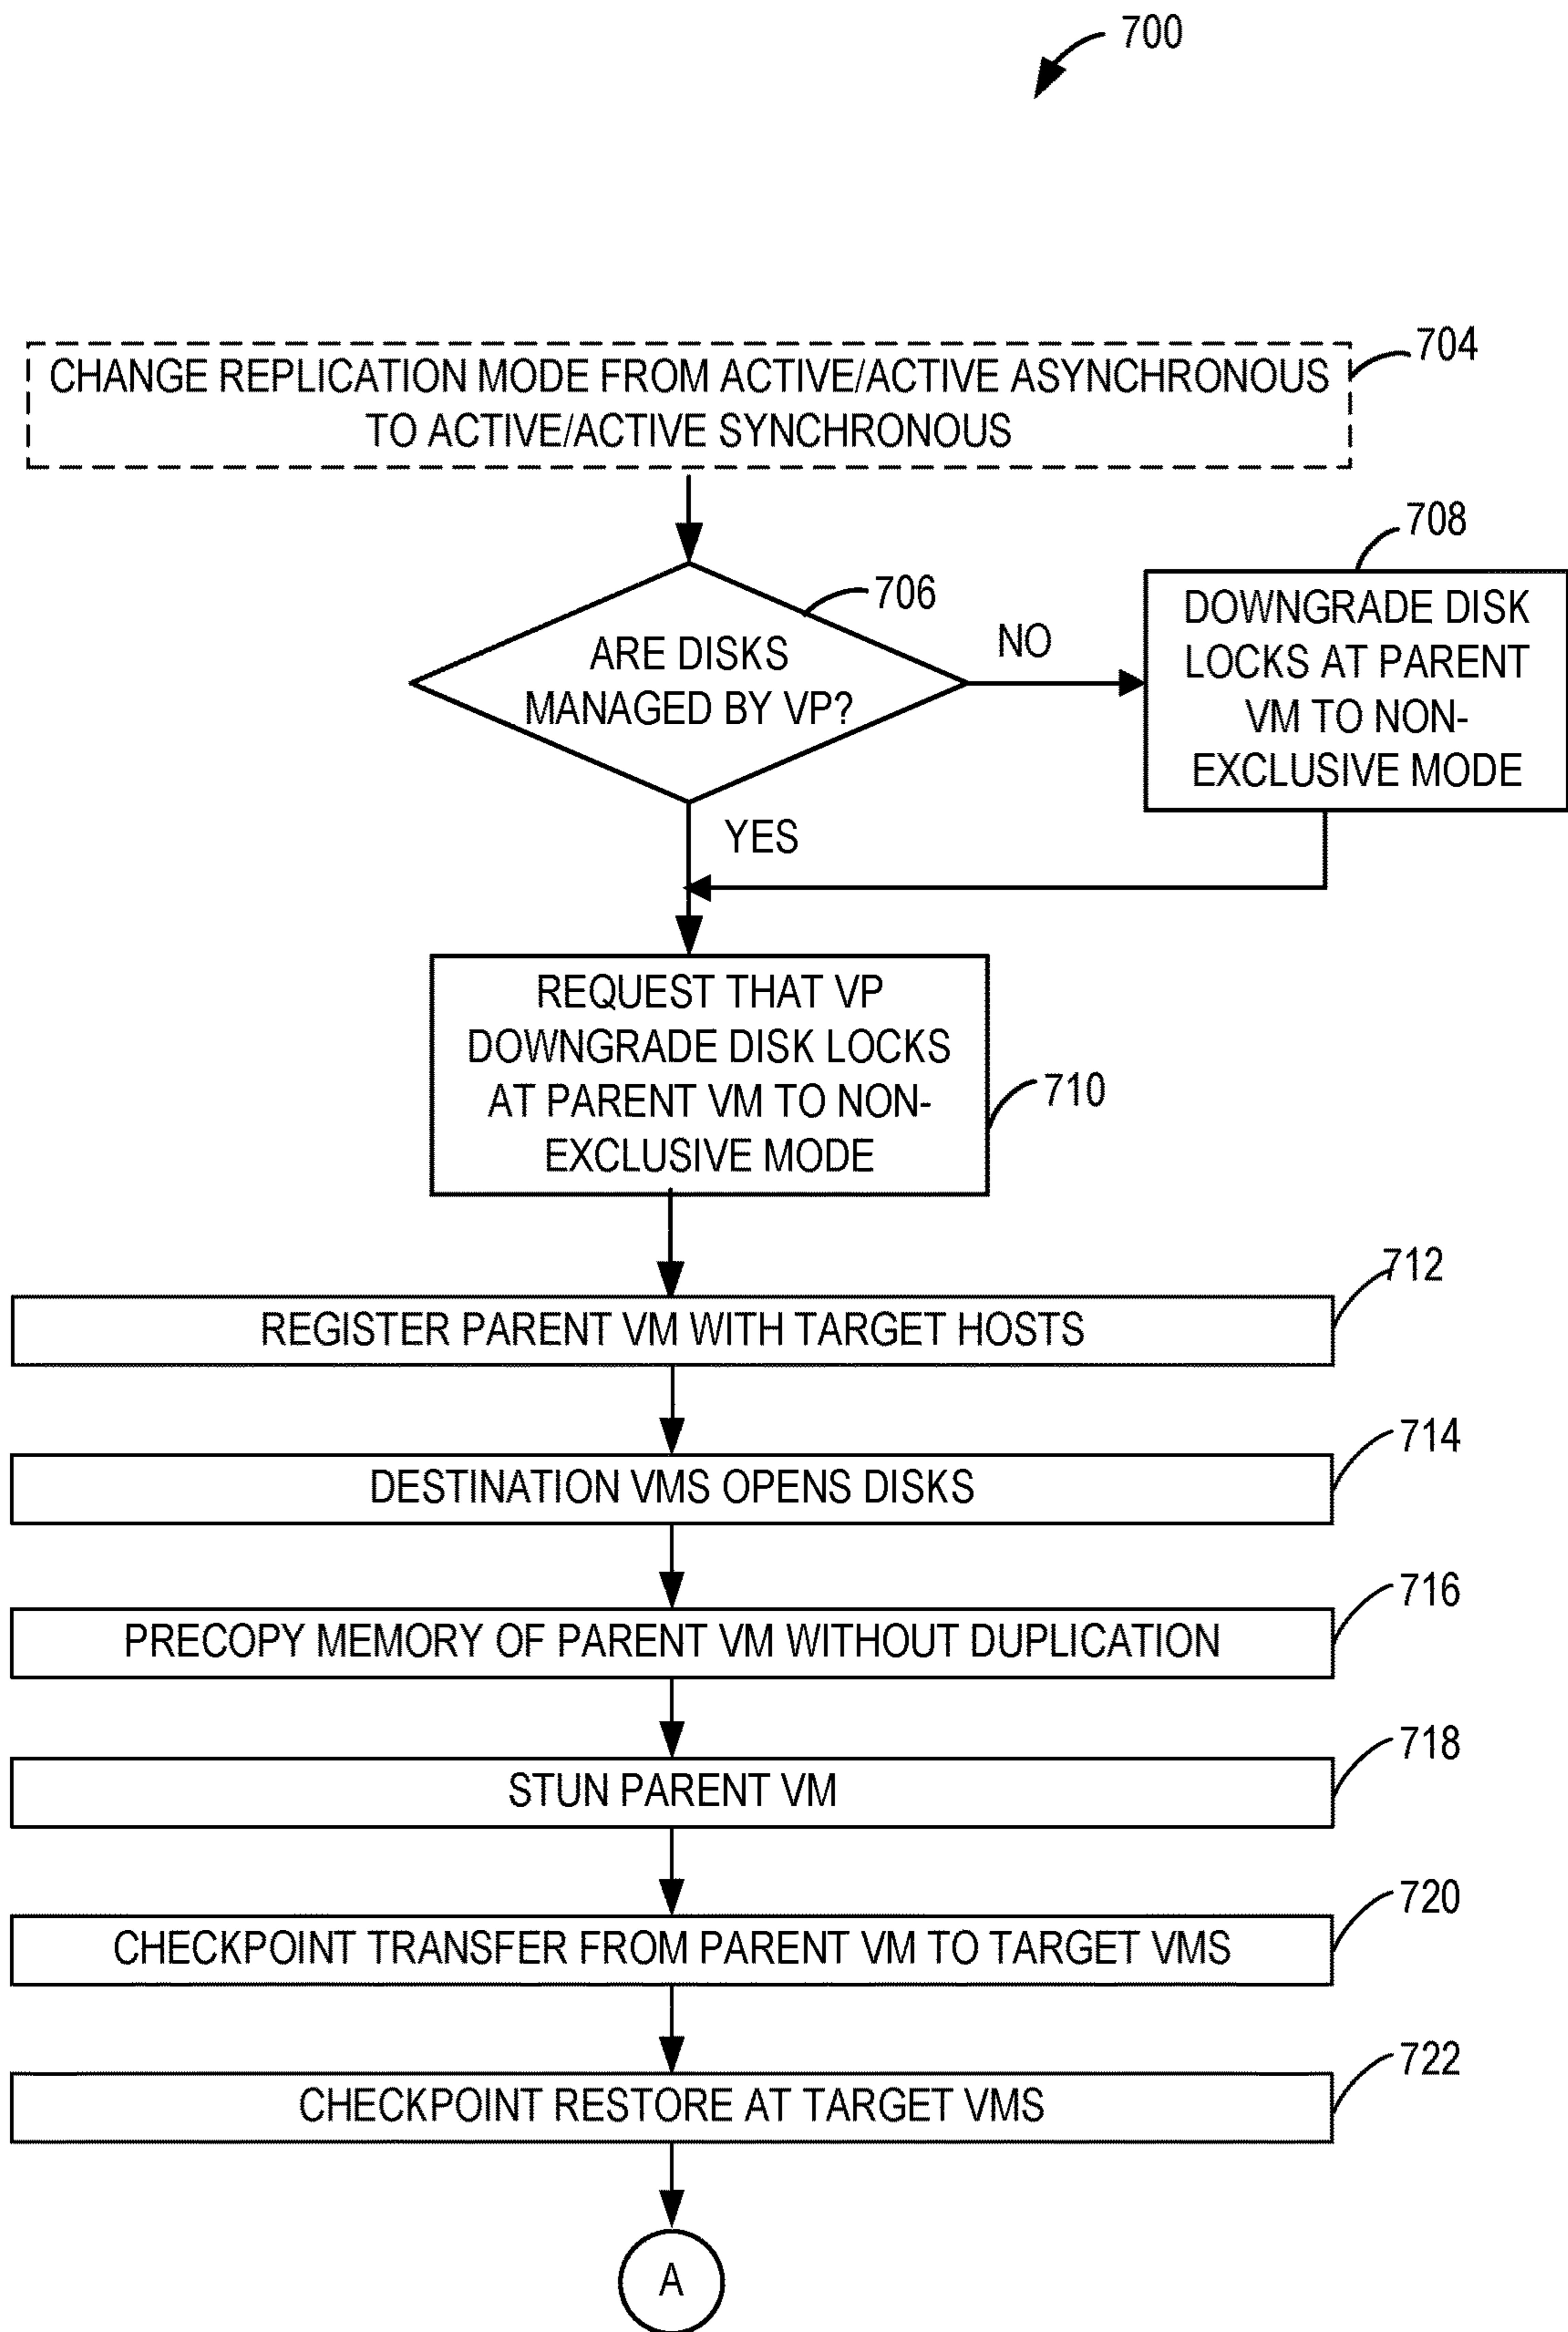 700
CHANGE REPLICATION MODE FROM ACTIVE/ACTIVE ASYNCHRONOUS
TO ACTIVE/ACTIVE SYNCHRONOUS
704
ARE DISKS
MANAGED BY VP?
706
NO
708
DOWNGRADE DISK
LOCKS AT PARENT
VM TO NON-
EXCLUSIVE MODE
YES
REQUEST THAT VP
DOWNGRADE DISK LOCKS
AT PARENT VM TO NON-
EXCLUSIVE MODE
710
712
REGISTER PARENT VM WITH TARGET HOSTS
714
DESTINATION VMS OPENS DISKS
716
PRECOPY MEMORY OF PARENT VM WITHOUT DUPLICATION
718
STUN PARENT VM
720
CHECKPOINT TRANSFER FROM PARENT VM TO TARGET VMS
722
CHECKPOINT RESTORE AT TARGET VMS
A